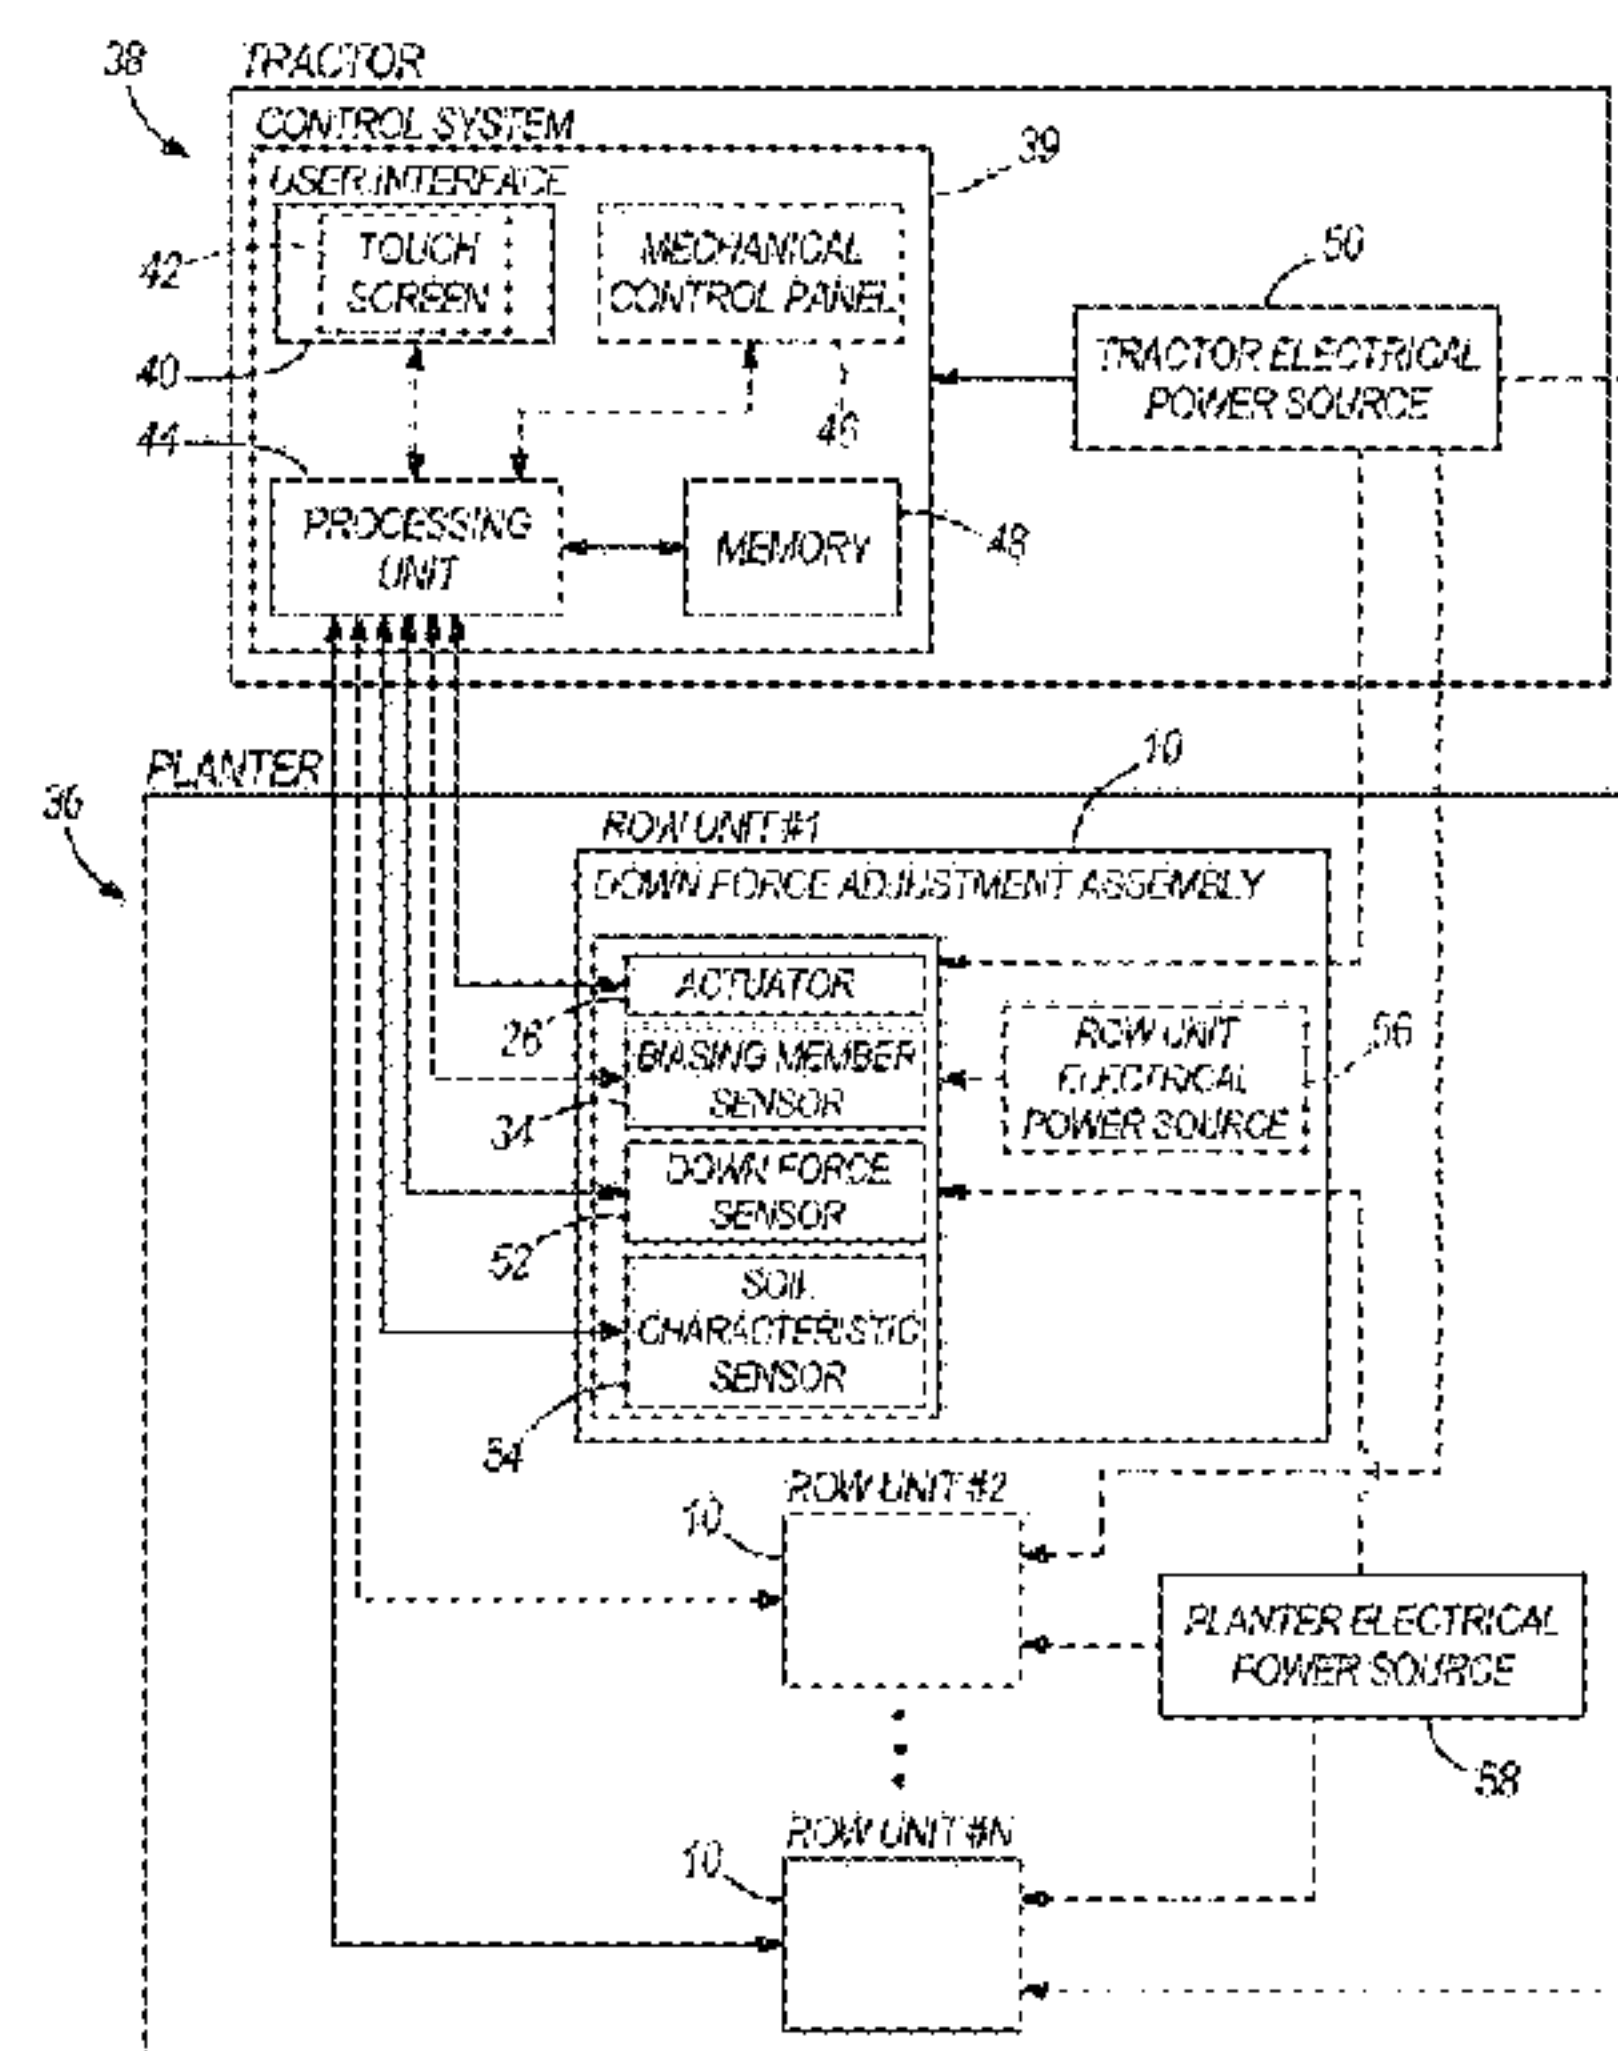 38
TRACTOR
CONTROL SYSTEM
39
USER INTERFACE
42
TOUCH
SCREEN
MECHANICAL
CONTROL PANEL
50
40
TRACTOR ELECTRICAL
POWER SOURCE
44
46
PROCESSING
UNIT
MEMORY
48
PLANTER
10
36
ROW UNIT #1
DOWN FORCE ADJUSTMENT ASSEMBLY
ACTUATOR
26
BIASING MEMBER
SENSOR
34
ROW UNIT
ELECTRICAL
POWER SOURCE
56
DOWN FORCE
SENSOR
52
SOIL
CHARACTERISTIC
SENSOR
54
ROW UNIT #2
10
PLANTER ELECTRICAL
POWER SOURCE
58
ROW UNIT #N
10